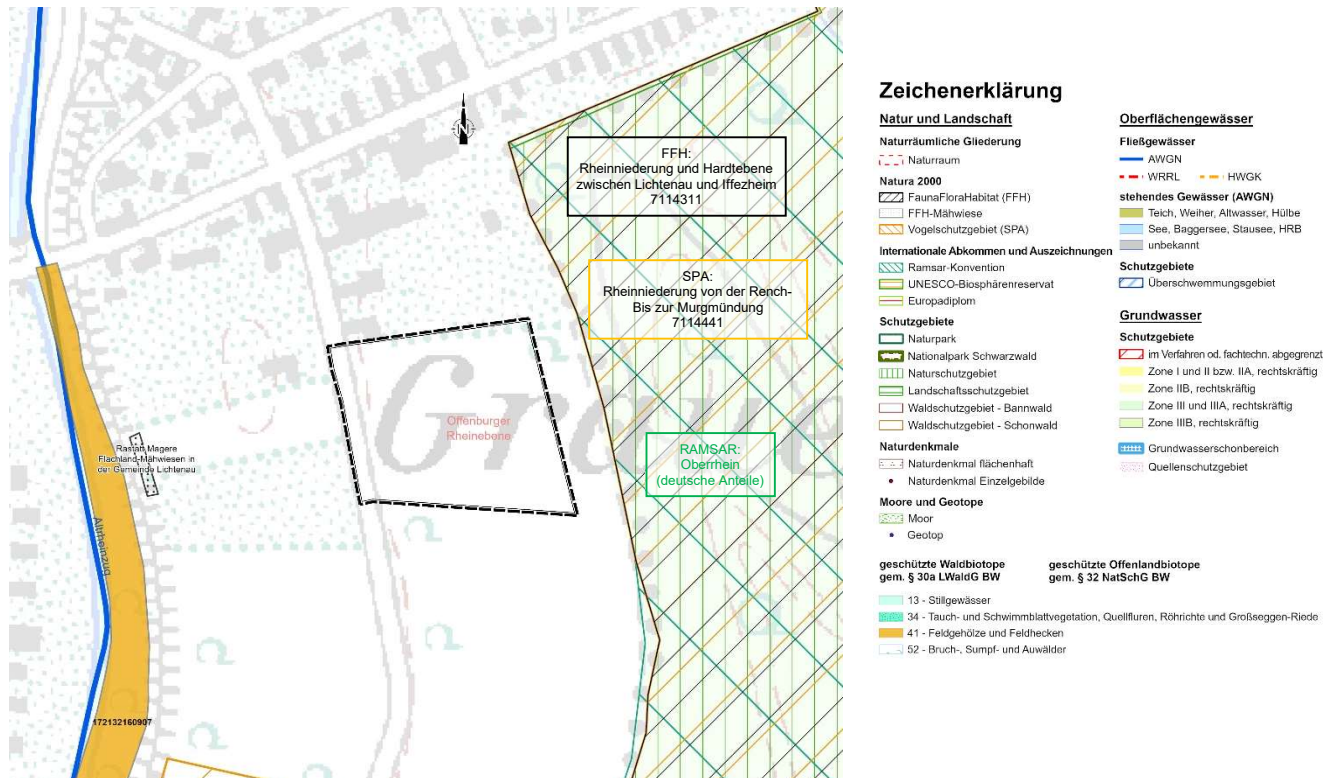 N
FFH:
Rheinniederung und Hardtebene
zwischen Lichtenau und Iffezheim
7114311
SPA:
Rheinniederung von der Rench-
Bis zur Murgmündung
7114441
Offenburger
Rheinebene
RAMSAR:
Oberrhein
(deutsche Anteile)
Rastatt Magere
Flachland-Mähwiesen in
der Gemeinde Lichtenau
Altrheinzug
172132160907
Zeichenerklärung
Natur und Landschaft
Naturräumliche Gliederung
Naturraum
Natura 2000
FaunaFloraHabitat (FFH)
FFH-Mähwiese
Vogelschutzgebiet (SPA)
Internationale Abkommen und Auszeichnungen
Ramsar-Konvention
UNESCO-Biosphärenreservat
Europadiplom
Schutzgebiete
Naturpark
Nationalpark Schwarzwald
Naturschutzgebiet
Landschaftsschutzgebiet
Waldschutzgebiet - Bannwald
Waldschutzgebiet - Schonwald
Naturdenkmale
Naturdenkmal flächenhaft
Naturdenkmal Einzelgebilde
Moore und Geotope
Moor
Geotop
Oberflächengewässer
Fließgewässer
AWGN
WRRL HWGK
stehendes Gewässer (AWGN)
Teich, Weiher, Altwasser, Hülbe
See, Baggersee, Stausee, HRB
unbekannt
Schutzgebiete
Überschwemmungsgebiet
Grundwasser
Schutzgebiete
im Verfahren od. fachtechn. abgegrenzt
Zone I und II bzw. IIA, rechtskräftig
Zone IIB, rechtskräftig
Zone III und IIIA, rechtskräftig
Zone IIIB, rechtskräftig
Grundwasserschonbereich
Quellenschutzgebiet
geschützte Waldbiotope
gem. § 30a LWaldG BW
geschützte Offenlandbiotope
gem. § 32 NatSchG BW
13 - Stillgewässer
34 - Tauch- und Schwimmblattvegetation, Quellfluren, Röhrichte und Großseggen-Riede
41 - Feldgehölze und Feldhecken
52 - Bruch-, Sumpf- und Auwälder